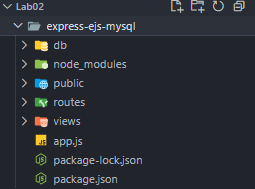 Lab02
express-ejs-mysql
db
node_modules
public
routes
views
app.js
package-lock.json
package.json